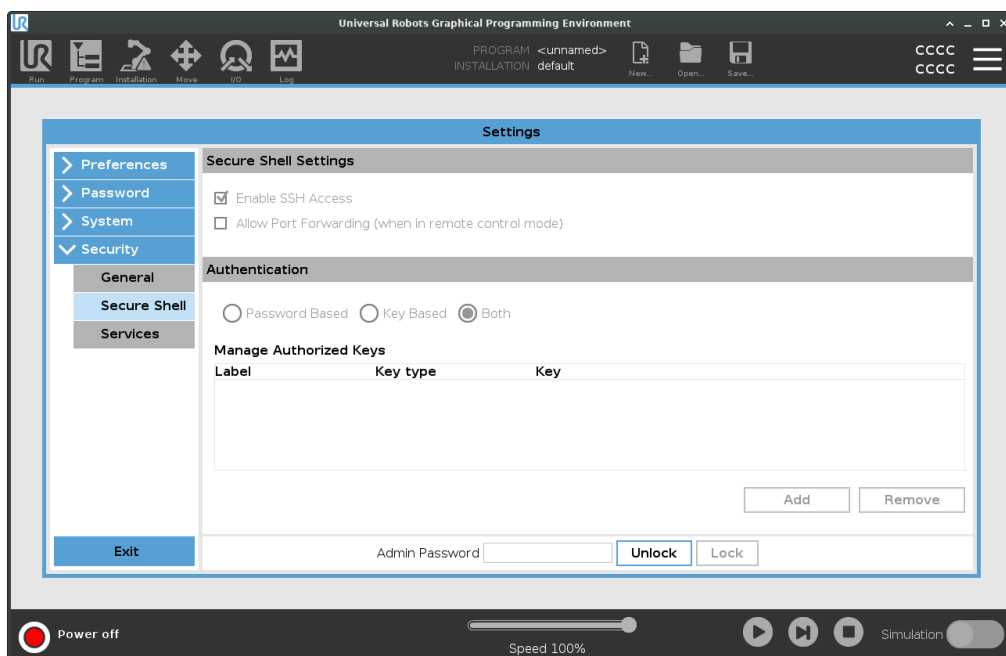 UR
Universal Robots Graphical Programming Environment
Run
Program
Installation
Move
I/O
Log
PROGRAM <unnamed>
INSTALLATION default
New...
Open...
Save...
CCCC
CCCC
Settings
Preferences
Password
System
Security
General
Secure Shell
Services
Exit
Secure Shell Settings
Enable SSH Access
Allow Port Forwarding (when in remote control mode)
Authentication
Password Based Key Based Both
Manage Authorized Keys
Label Key type Key
Add Remove
Admin Password Unlock Lock
Power off
Speed 100%
Simulation